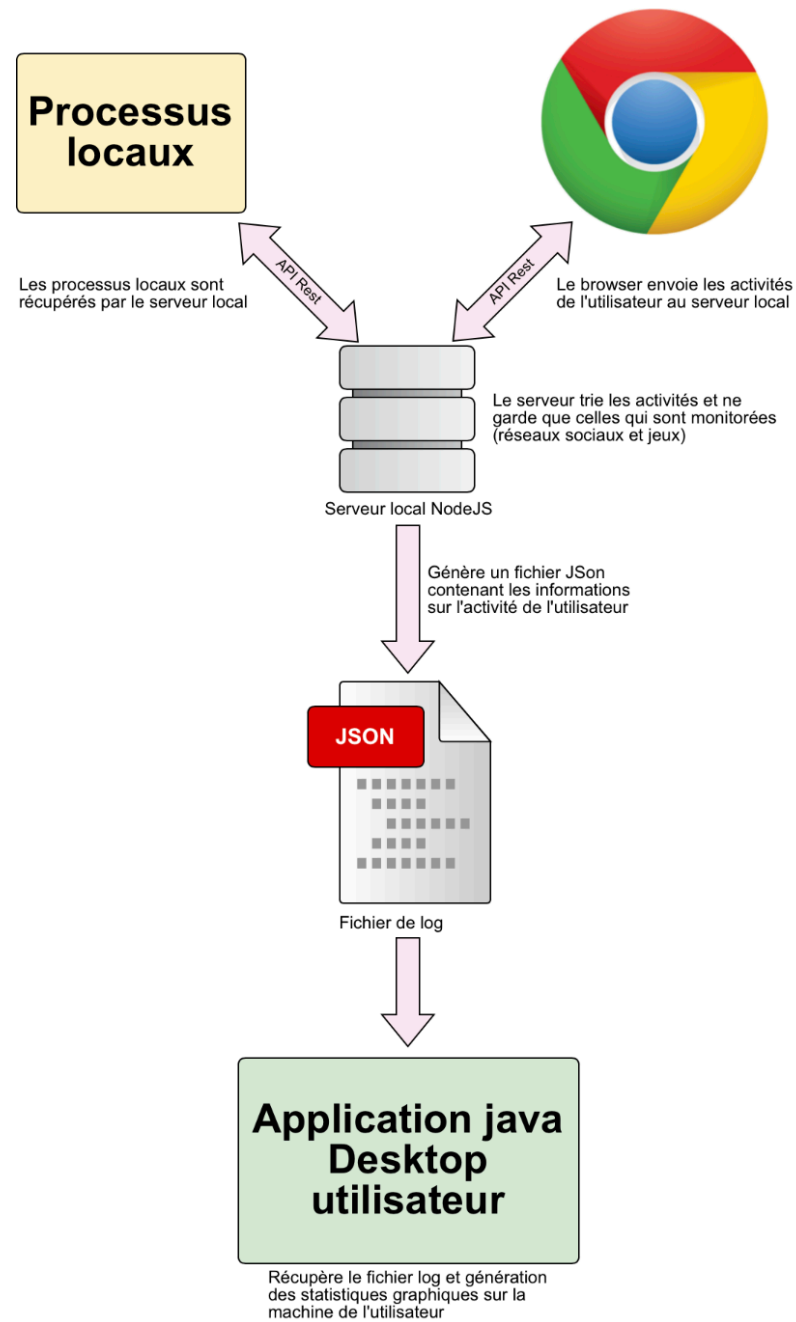 Processus
locaux
API Rest
API Rest
Les processus locaux sont
récupérés par le serveur local
Le browser envoie les activités
de l'utilisateur au serveur local
Le serveur trie les activités et ne
garde que celles qui sont monitorées
(réseaux sociaux et jeux)
Serveur local NodeJS
Génère un fichier JSon
contenant les informations
sur l'activité de l'utilisateur
JSON
Fichier de log
Application java
Desktop
utilisateur
Récupère le fichier log et génération
des statistiques graphiques sur la
machine de l'utilisateur